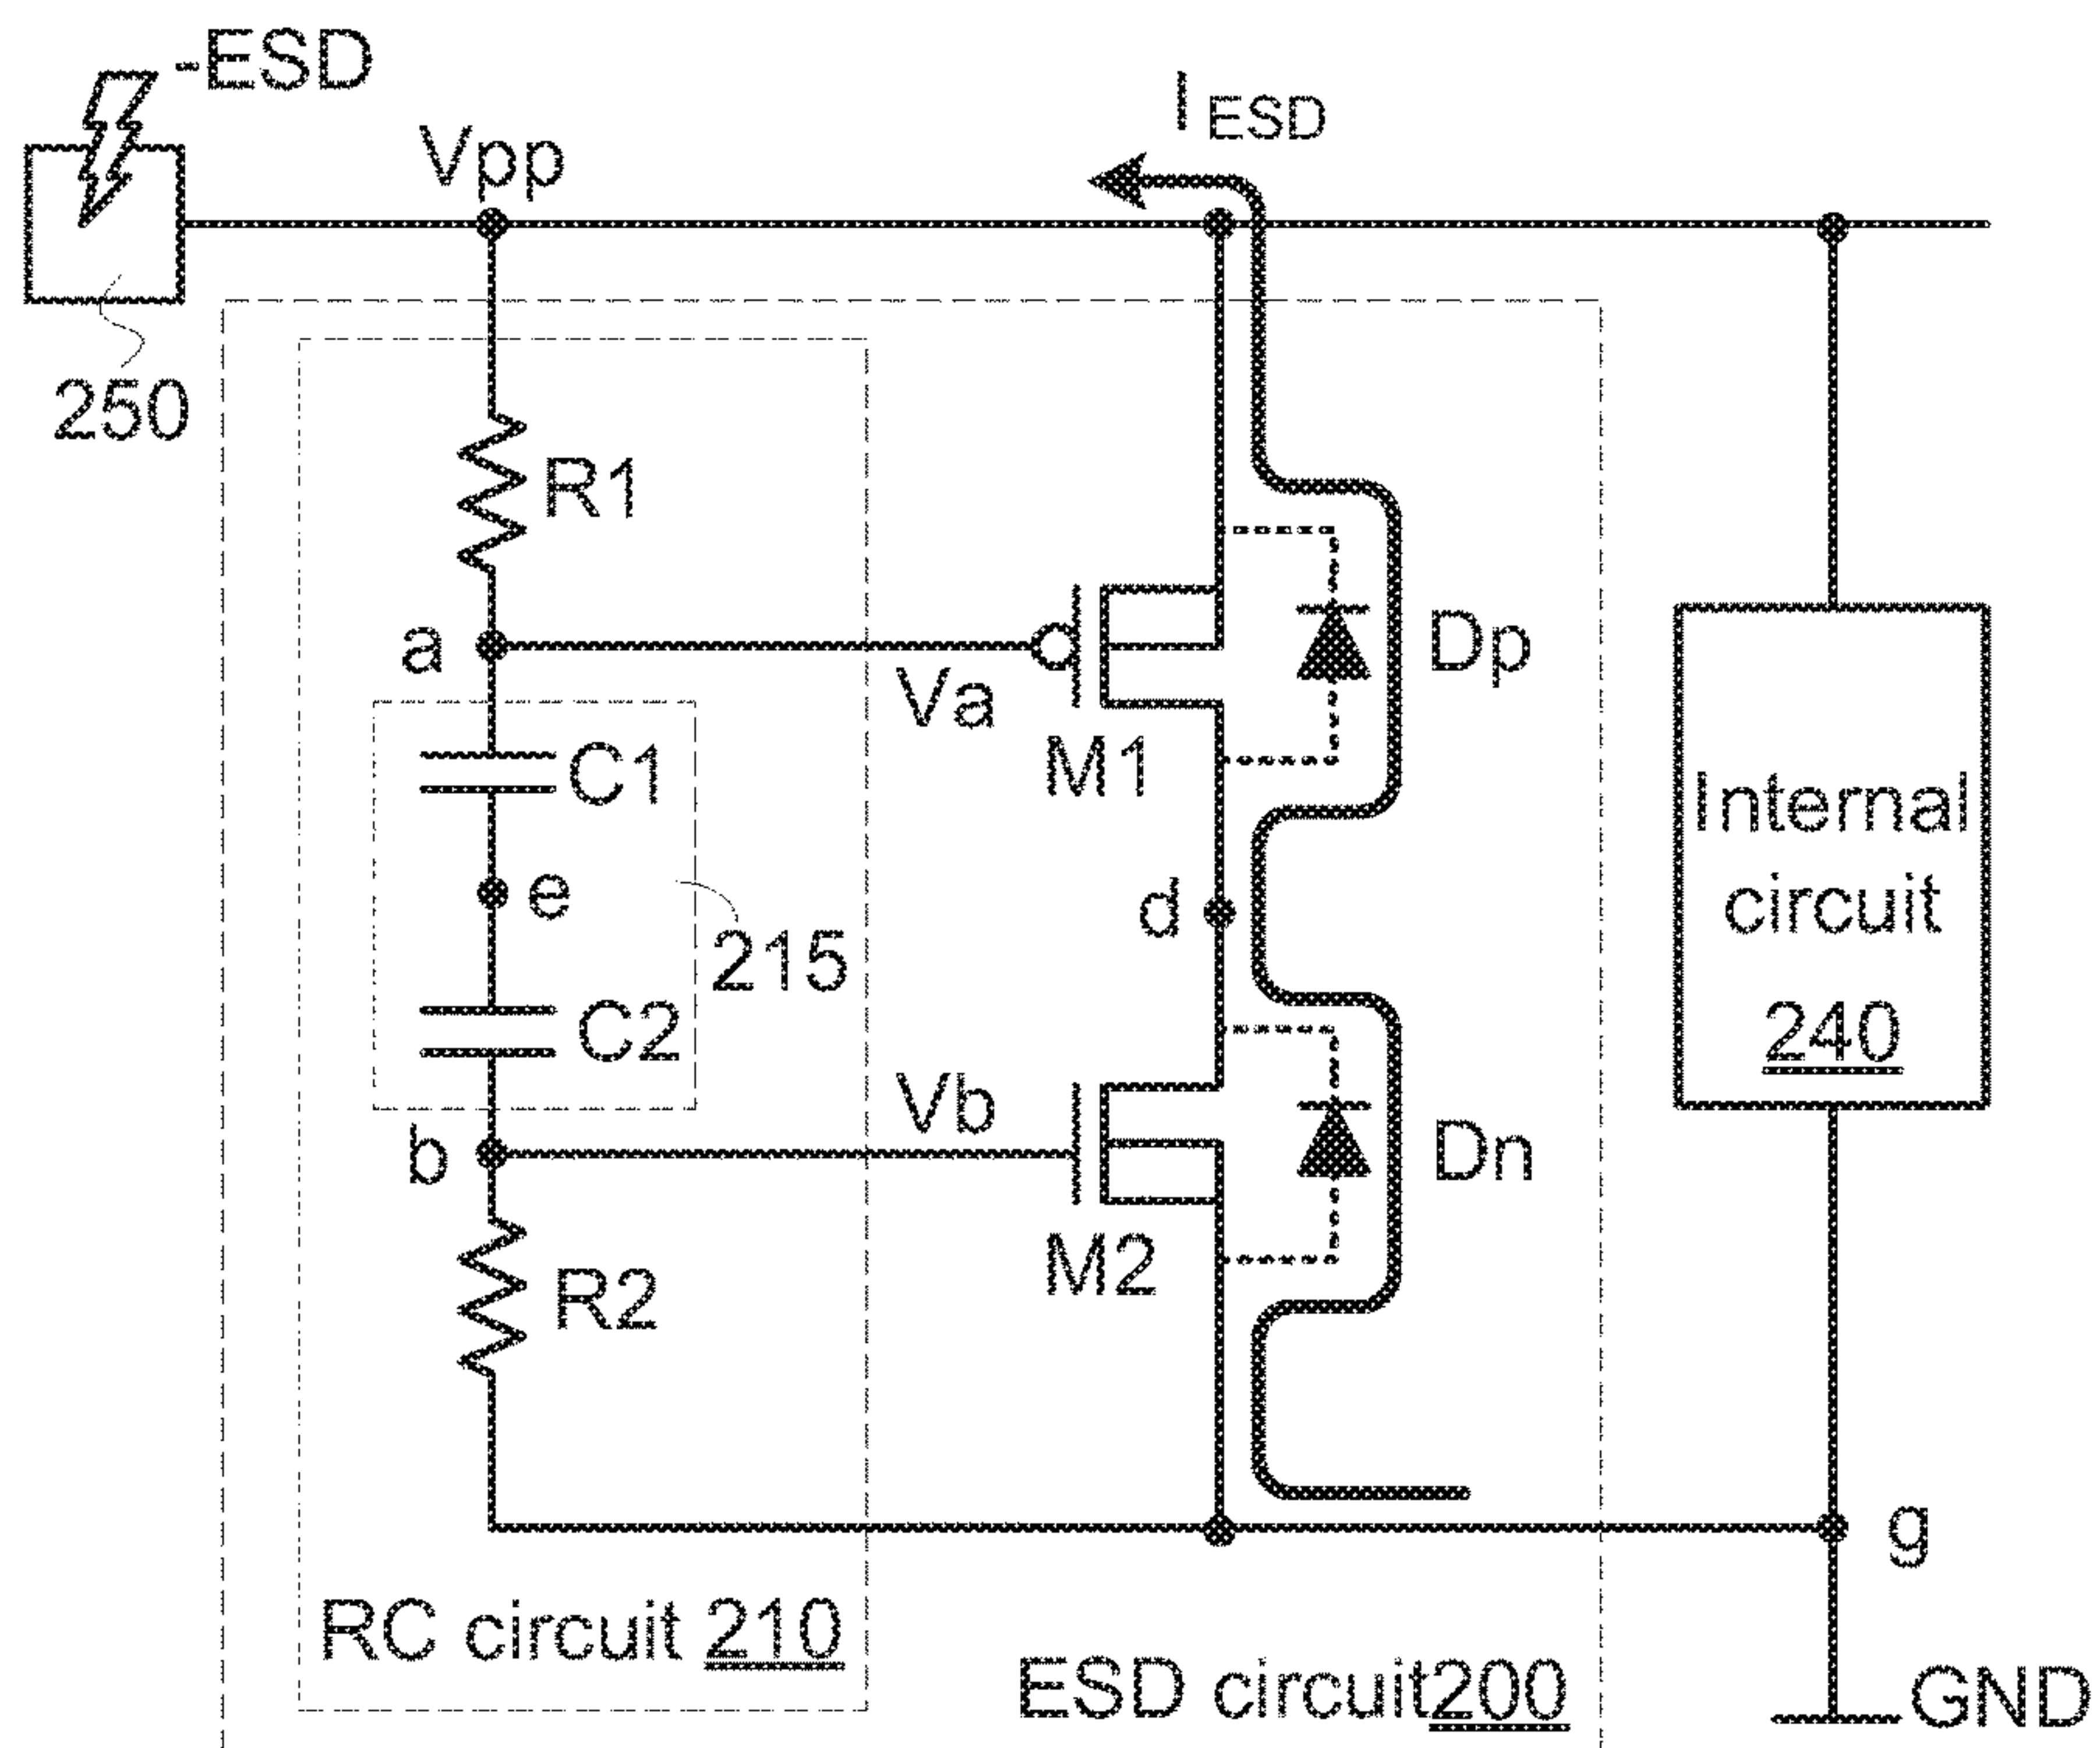 -ESD
Vpp
I ESD
250
R1
a
Va
M1
Dp
C1
e
215
C2
d
Internal
circuit
240
Vb
b
M2
Dn
R2
g
RC circuit 210
ESD circuit200
GND